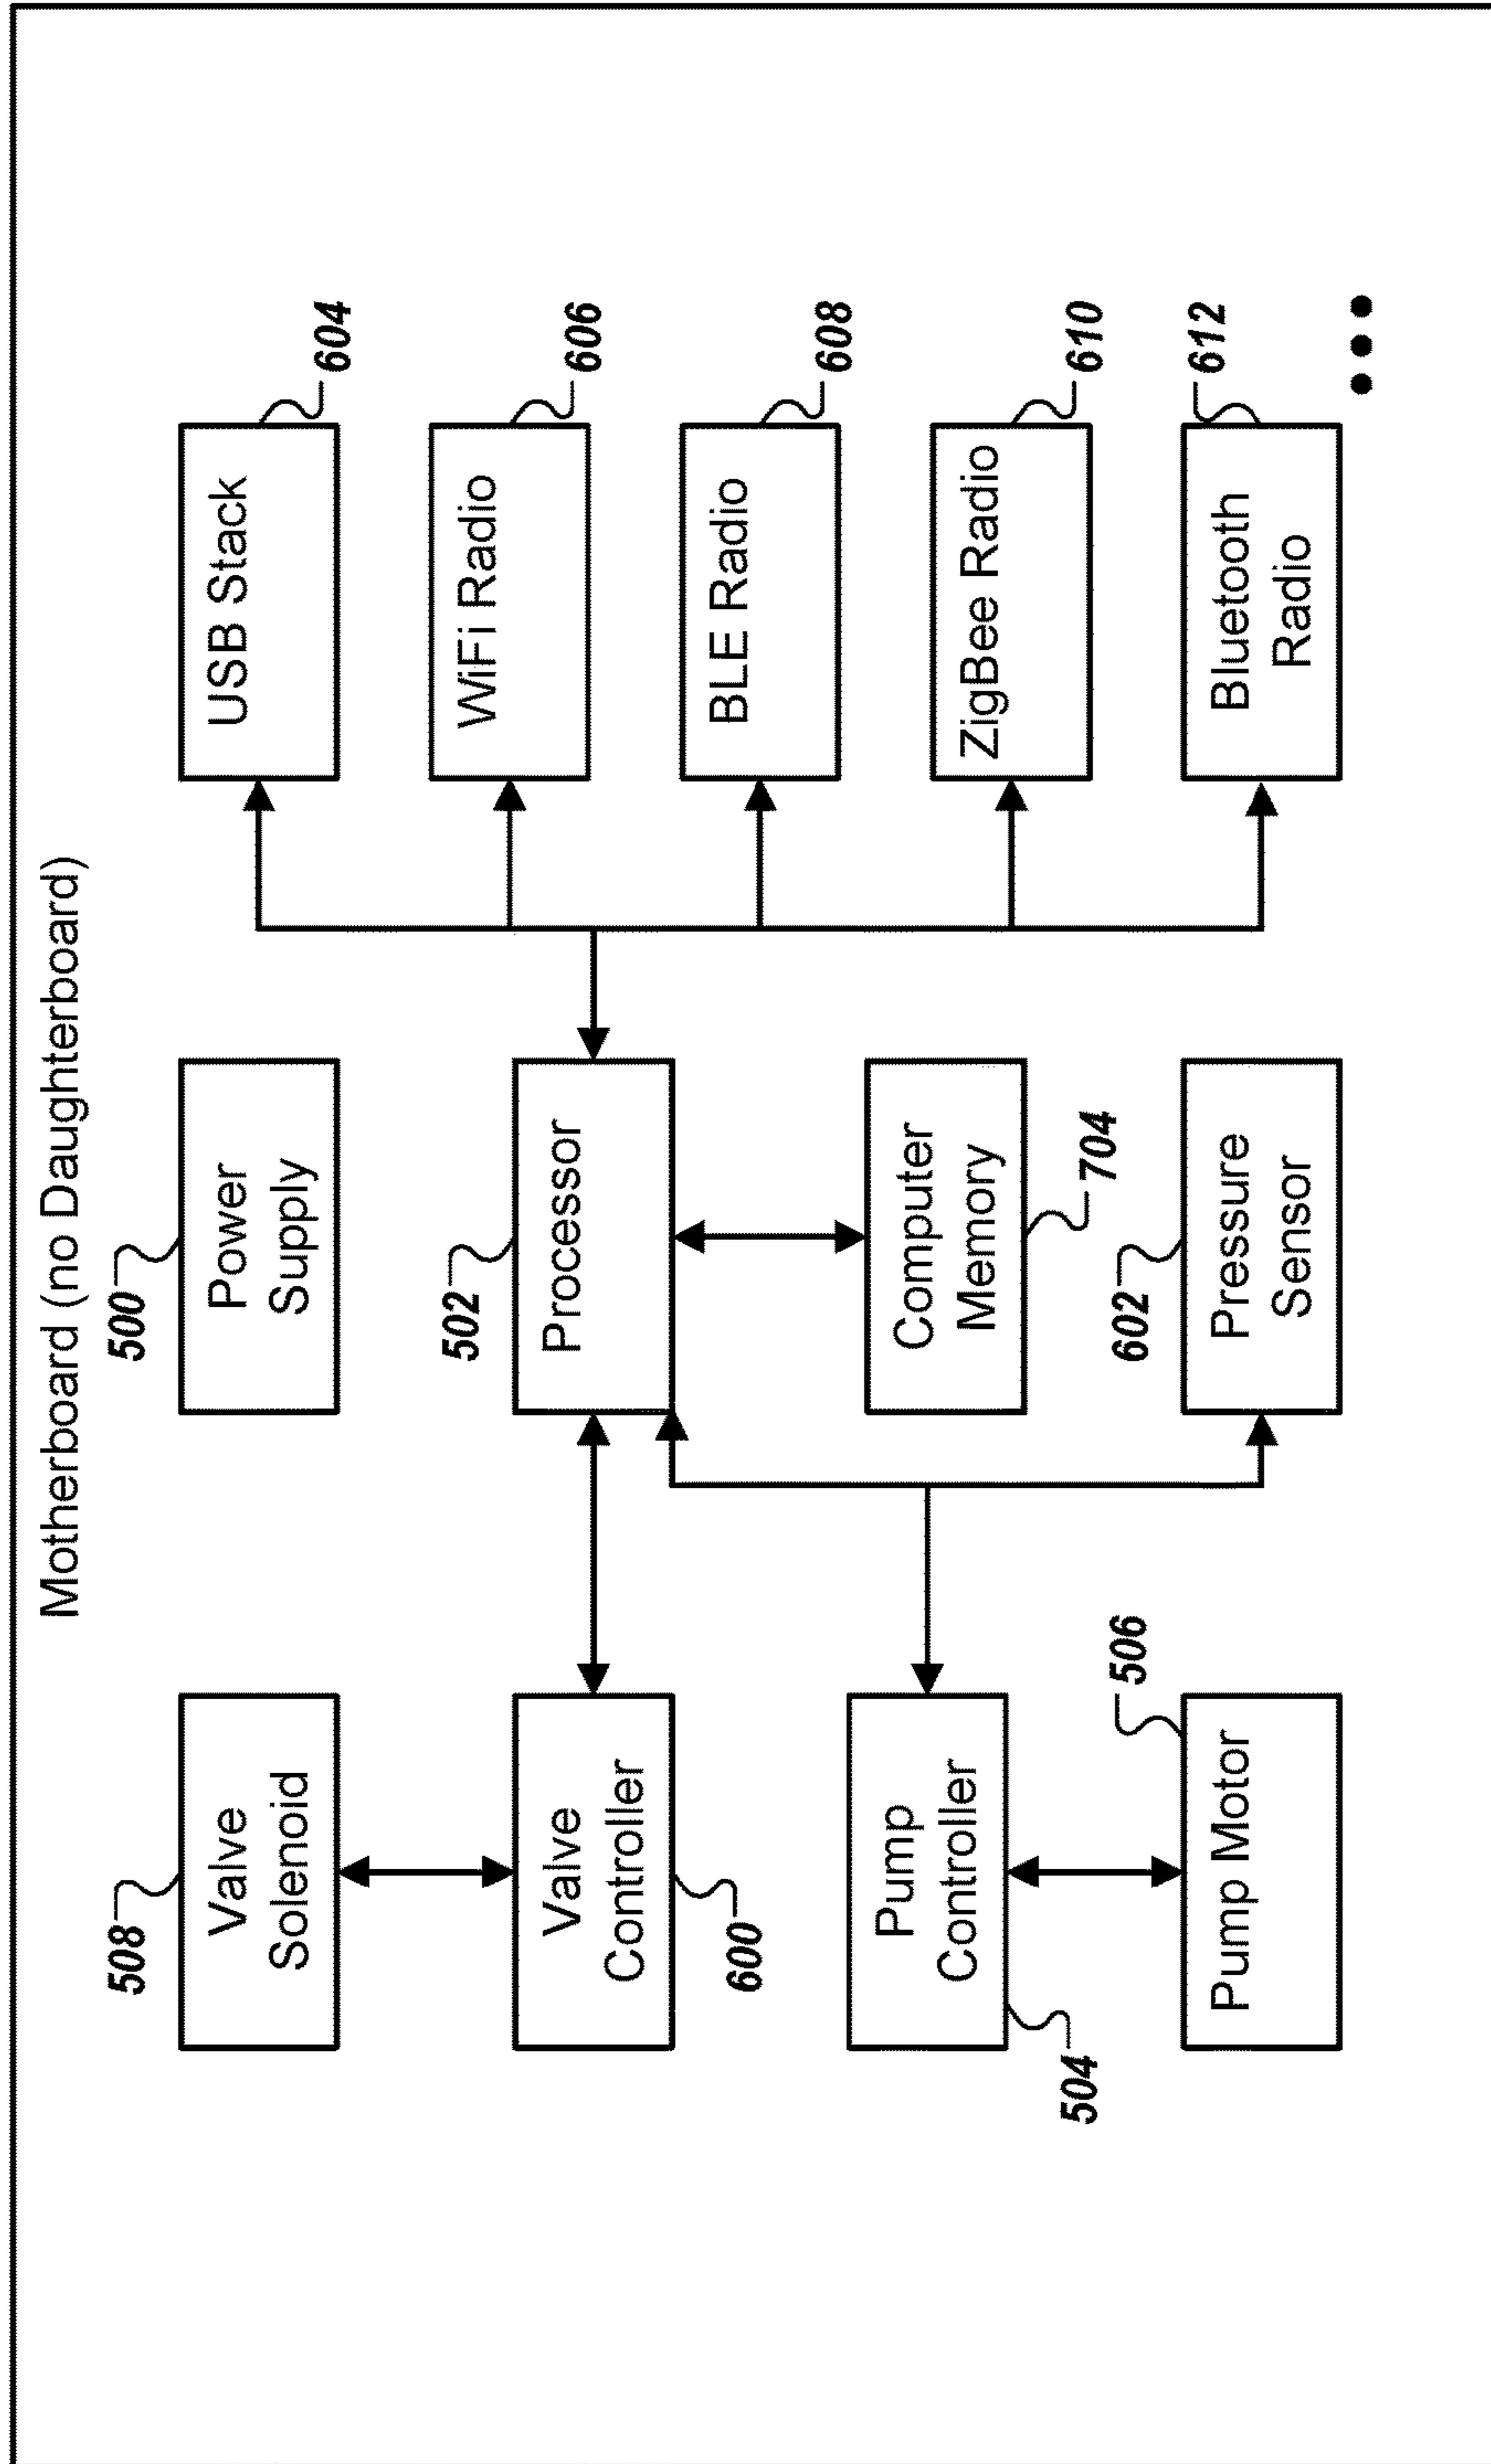 Motherboard (no Daughterboard)
508
Valve
Solenoid
500
Power
Supply
USB Stack
604
Valve
Controller
600
502
Processor
WiFi Radio
606
BLE Radio
608
Pump
Controller
504
Computer
Memory
704
ZigBee Radio
610
506
Pump Motor
602
Pressure
Sensor
612
Bluetooth
Radio